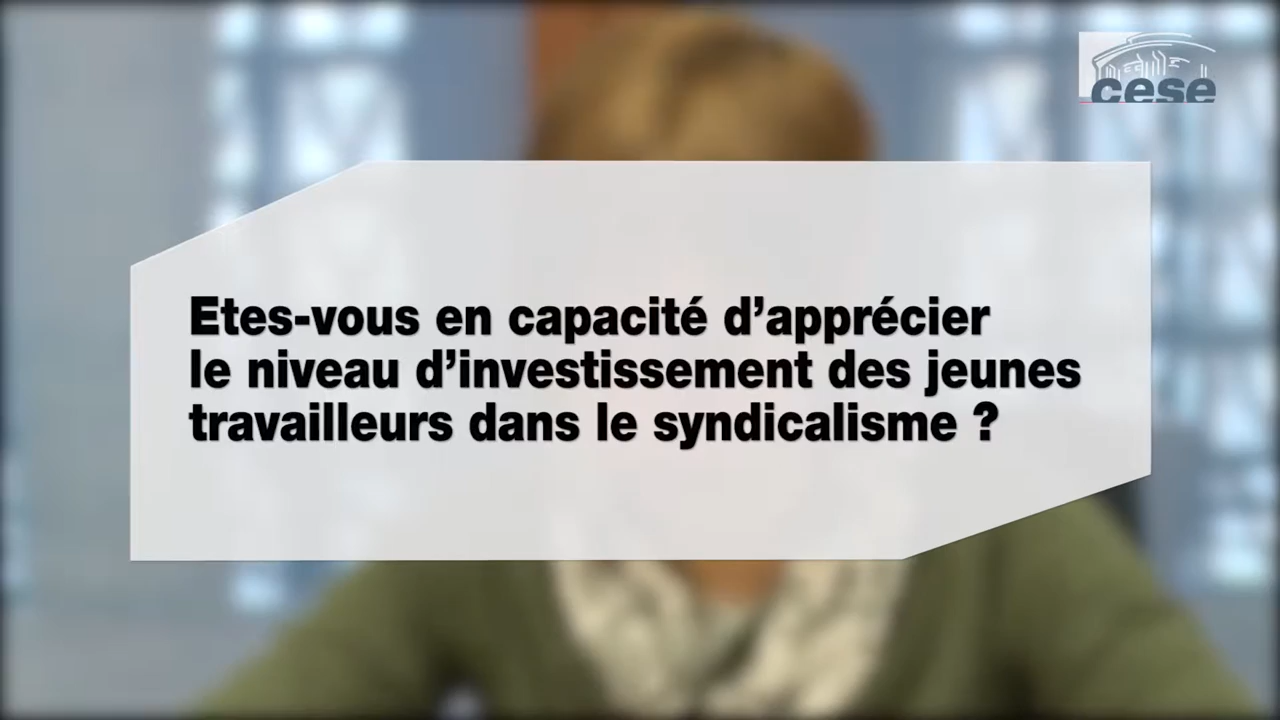 cese
Etes-vous en capacité d’apprécier
le niveau d’investissement des jeunes
travailleurs dans le syndicalisme ?